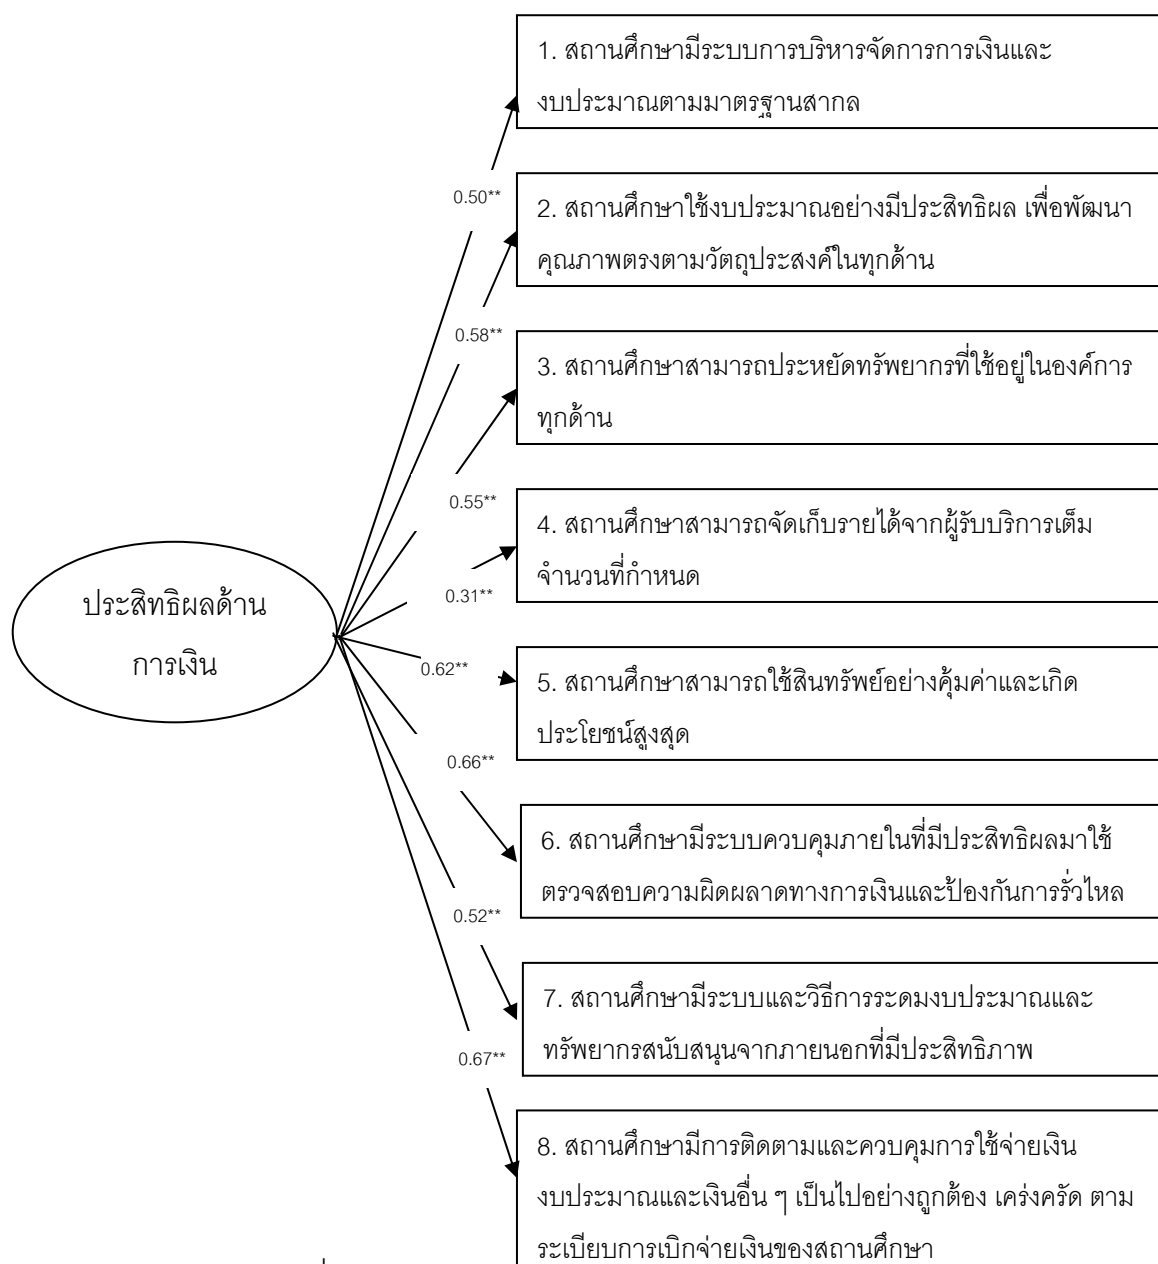 1. สถานศึกษามีระบบการบริหารจัดการการเงินและ
งบประมาณตามมาตรฐานสากล
0.50**
2. สถานศึกษาใช้งบประมาณอย่างมีประสิทธิผล เพื่อพัฒนา
คุณภาพตรงตามวัตถุประสงค์ในทุกด้าน
0.58**
3. สถานศึกษาสามารถประหยัดทรัพยากรที่ใช้อยู่ในองค์การ
ทุกด้าน
0.55**
4. สถานศึกษาสามารถจัดเก็บรายได้จากผู้รับบริการเต็ม
จำนวนที่กำหนด
0.31**
ประสิทธิผลด้าน
การเงิน
0.62**
5. สถานศึกษาสามารถใช้สินทรัพย์อย่างคุ้มค่าและเกิด
ประโยชน์สูงสุด
0.66**
6. สถานศึกษามีระบบควบคุมภายในที่มีประสิทธิผลมาใช้
ตรวจสอบความผิดผลาดทางการเงินและป้องกันการรั่วไหล
0.52**
7. สถานศึกษามีระบบและวิธีการระดมงบประมาณและ
ทรัพยากรสนับสนุนจากภายนอกที่มีประสิทธิภาพ
0.67**
8. สถานศึกษามีการติดตามและควบคุมการใช้จ่ายเงิน
งบประมาณและเงินอื่น ๆ เป็นไปอย่างถูกต้อง เคร่งครัด ตาม
ระเบียบการเบิกจ่ายเงินของสถานศึกษา